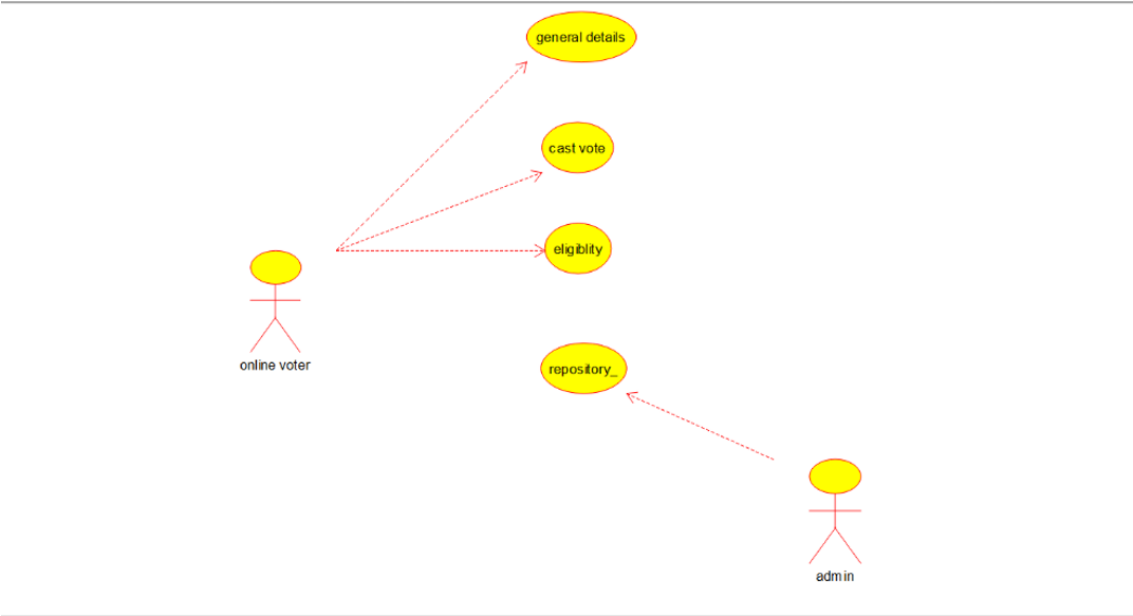 general details
cast vote
eligiblity
online voter
repository_
admin